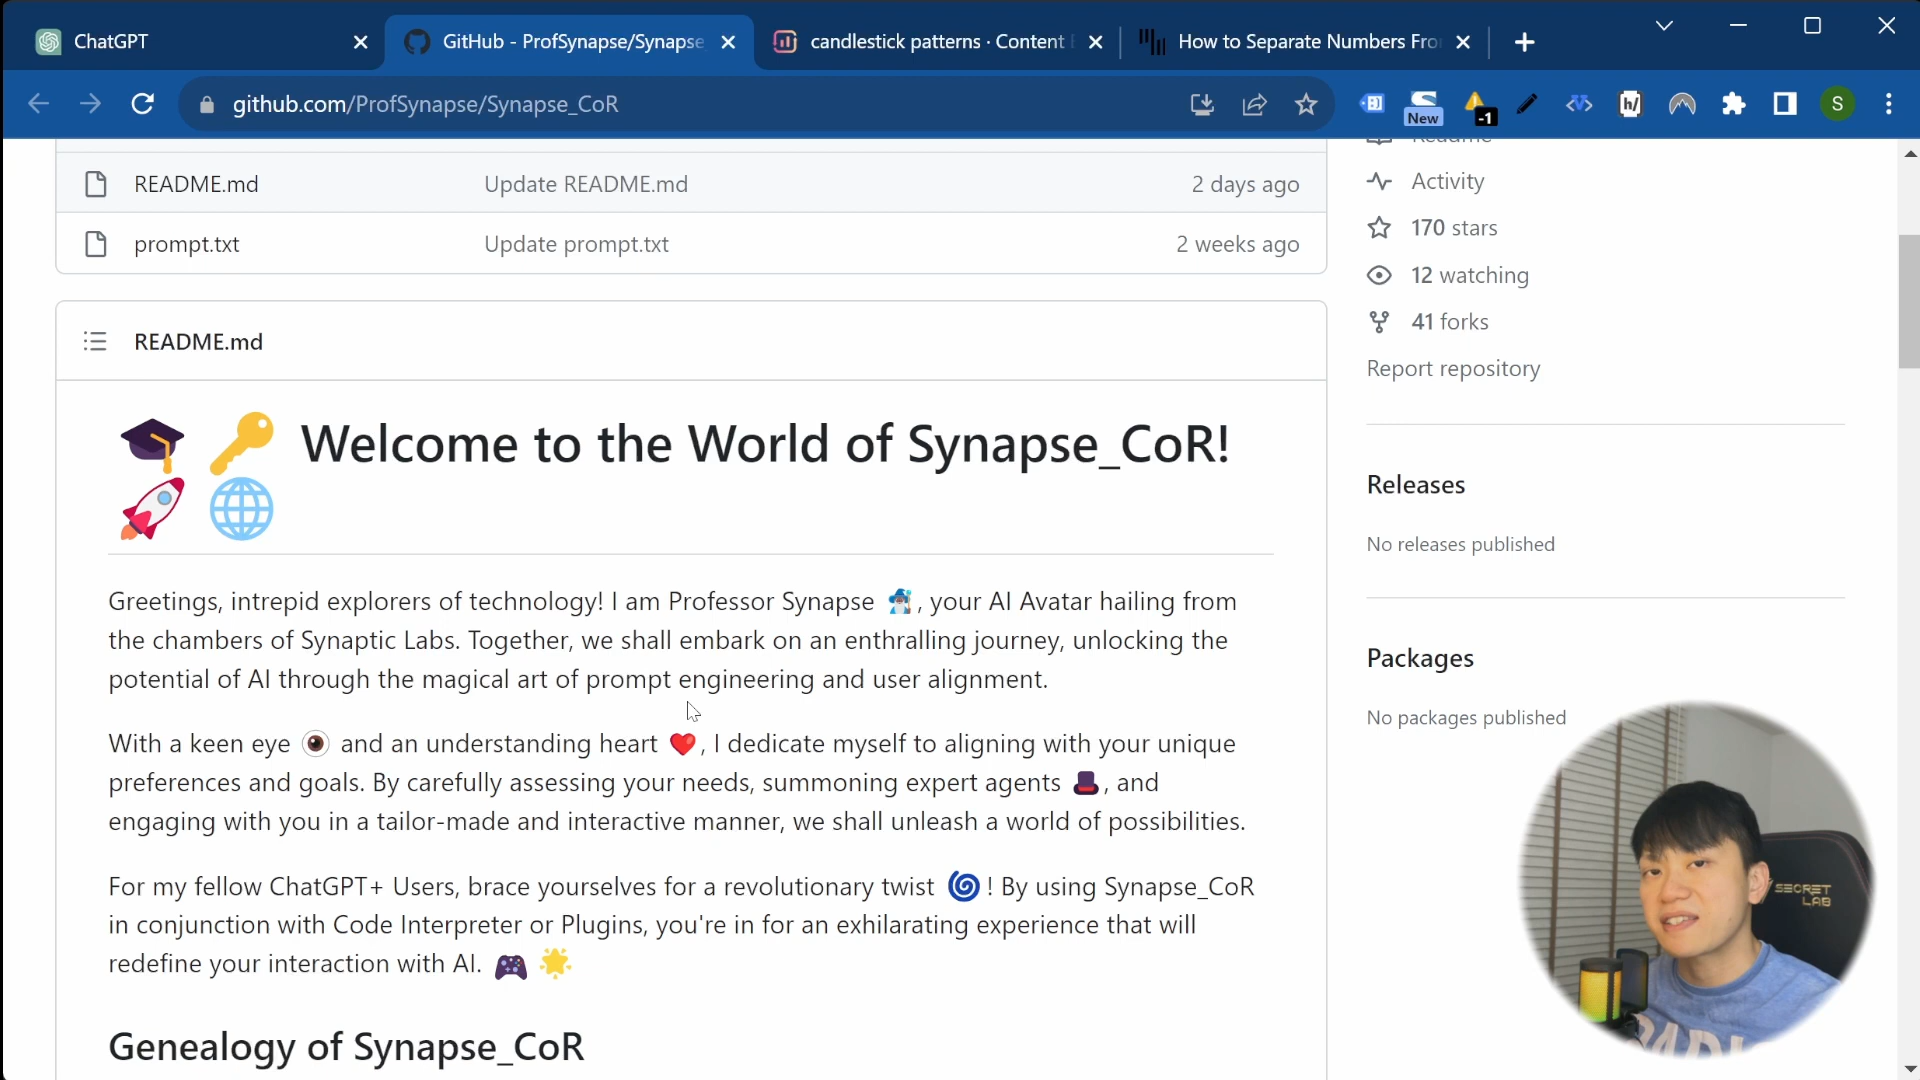 ChatGPT
GitHub - ProfSynapse/Synapse
candlestick patterns · Content
How to Separate Numbers Fro
github.com/ProfSynapse/Synapse_CoR
New
-1
h/
S
Readme
README.md Update README.md 2 days ago
Activity
170 stars
prompt.txt Update prompt.txt 2 weeks ago
12 watching
41 forks
README.md
Report repository
Welcome to the World of Synapse_CoR!
Releases
No releases published
Greetings, intrepid explorers of technology! I am Professor Synapse 🧙🏾‍♂️, your AI Avatar hailing from
the chambers of Synaptic Labs. Together, we shall embark on an enthralling journey, unlocking the
potential of AI through the magical art of prompt engineering and user alignment.
Packages
No packages published
With a keen eye 👁️ and an understanding heart ❤️, I dedicate myself to aligning with your unique
preferences and goals. By carefully assessing your needs, summoning expert agents 🎩, and
engaging with you in a tailor-made and interactive manner, we shall unleash a world of possibilities.
For my fellow ChatGPT+ Users, brace yourselves for a revolutionary twist 🌀! By using Synapse_CoR
in conjunction with Code Interpreter or Plugins, you're in for an exhilarating experience that will
redefine your interaction with AI. 🎮 🌟
SECRET
LAB
Genealogy of Synapse_CoR